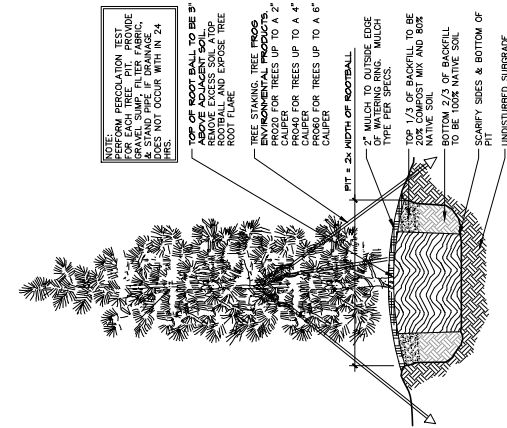 NOTE:
PERFORM PERCOLATION TEST
FOR EACH TREE PIT. PROVIDE
GRAVEL SUMP, FILTER FABRIC,
& STAND PIPE IF DRAINAGE
DOES NOT OCCUR WITH IN 24
HRS.
TOP OF ROOT BALL TO BE 3"
ABOVE ADJACENT SOIL.
REMOVE EXCESS SOIL ATOP
ROOTBALL AND EXPOSE TREE
ROOT FLARE
TREE STAKING. TREE FROG
ENVIRONMENTAL PRODUCTS.
PRO20 FOR TREES UP TO A 2"
CALIPER
PRO40 FOR TREES UP TO A 4"
CALIPER
PRO60 FOR TREES UP TO A 6"
CALIPER
PIT = 2X WIDTH OF ROOTBALL
2" MULCH TO OUTSIDE EDGE
OF WATERING RING. MULCH
TYPE PER SPECS.
TOP 1/3 OF BACKFILL TO BE
20% COMPOST MIX AND 80%
NATIVE SOIL
BOTTOM 2/3 OF BACKFILL
TO BE 100% NATIVE SOIL
SCARIFY SIDES & BOTTOM OF
PIT
UNDISTURBED SUBGRADE